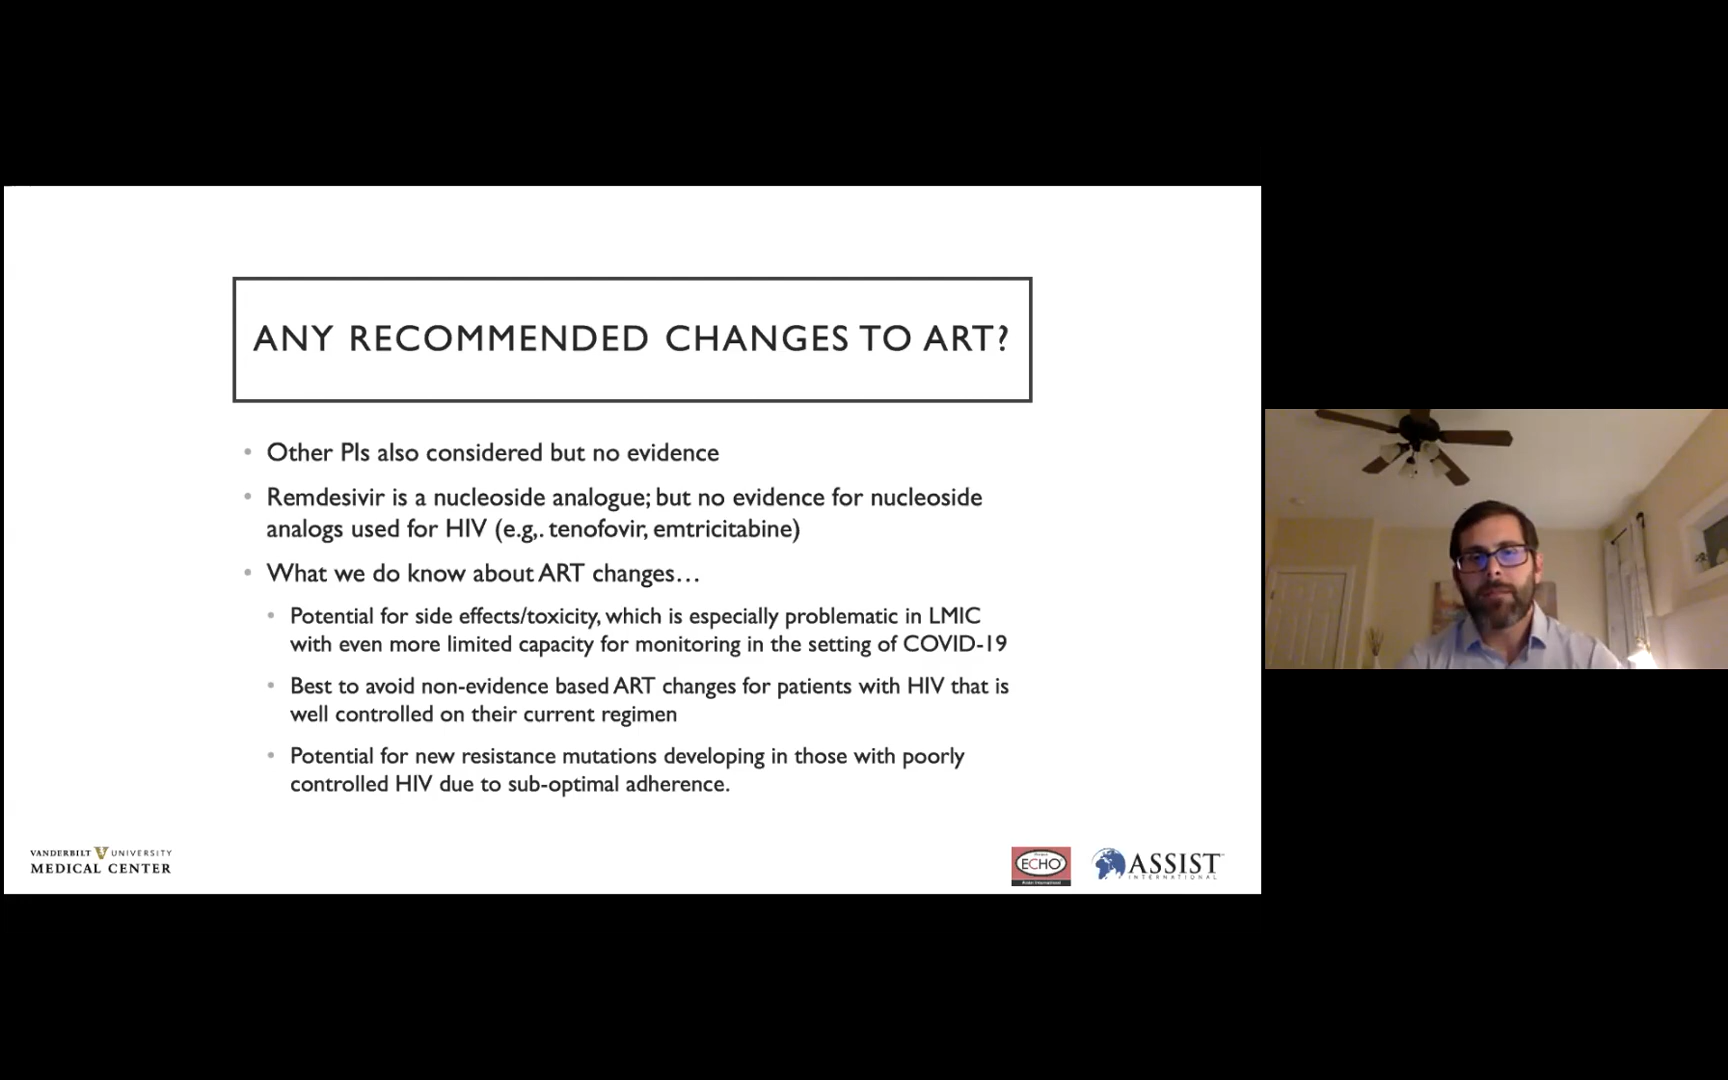 ANY RECOMMENDED CHANGES TO ART?
• Other PIs also considered but no evidence
• Remdesivir is a nucleoside analogue; but no evidence for nucleoside
analogs used for HIV (e.g,. tenofovir, emtricitabine)
• What we do know about ART changes…
• Potential for side effects/toxicity, which is especially problematic in LMIC
with even more limited capacity for monitoring in the setting of COVID-19
• Best to avoid non-evidence based ART changes for patients with HIV that is
well controlled on their current regimen
• Potential for new resistance mutations developing in those with poorly
controlled HIV due to sub-optimal adherence.
VANDERBILT V UNIVERSITY
MEDICAL CENTER
ECHO
ASSIST
INTERNATIONAL